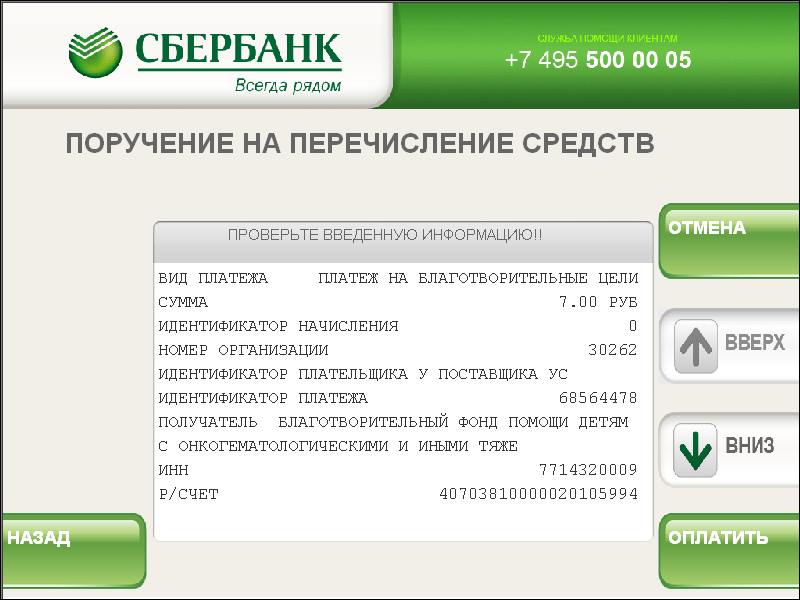 СБЕРБАНК
Всегда рядом
СЛУЖБА ПОМОЩИ КЛИЕНТАМ
+7 495 500 00 05
ПОРУЧЕНИЕ НА ПЕРЕЧИСЛЕНИЕ СРЕДСТВ
ПРОВЕРЬТЕ ВВЕДЕННУЮ ИНФОРМАЦИЮ!!
ВИД ПЛАТЕЖА ПЛАТЕЖ НА БЛАГОТВОРИТЕЛЬНЫЕ ЦЕЛИ
СУММА 7.00 РУБ
ИДЕНТИФИКАТОР НАЧИСЛЕНИЯ 0
НОМЕР ОРГАНИЗАЦИИ 30262
ИДЕНТИФИКАТОР ПЛАТЕЛЬЩИКА У ПОСТАВЩИКА УС
ИДЕНТИФИКАТОР ПЛАТЕЖА 68564478
ПОЛУЧАТЕЛЬ БЛАГОТВОРИТЕЛЬНЫЙ ФОНД ПОМОЩИ ДЕТЯМ
С ОНКОГЕМАТОЛОГИЧЕСКИМИ И ИНЫМИ ТЯЖЕ
ИНН 7714320009
Р/СЧЕТ 40703810000020105994
ОТМЕНА
ВВЕРХ
ВНИЗ
НАЗАД
ОПЛАТИТЬ